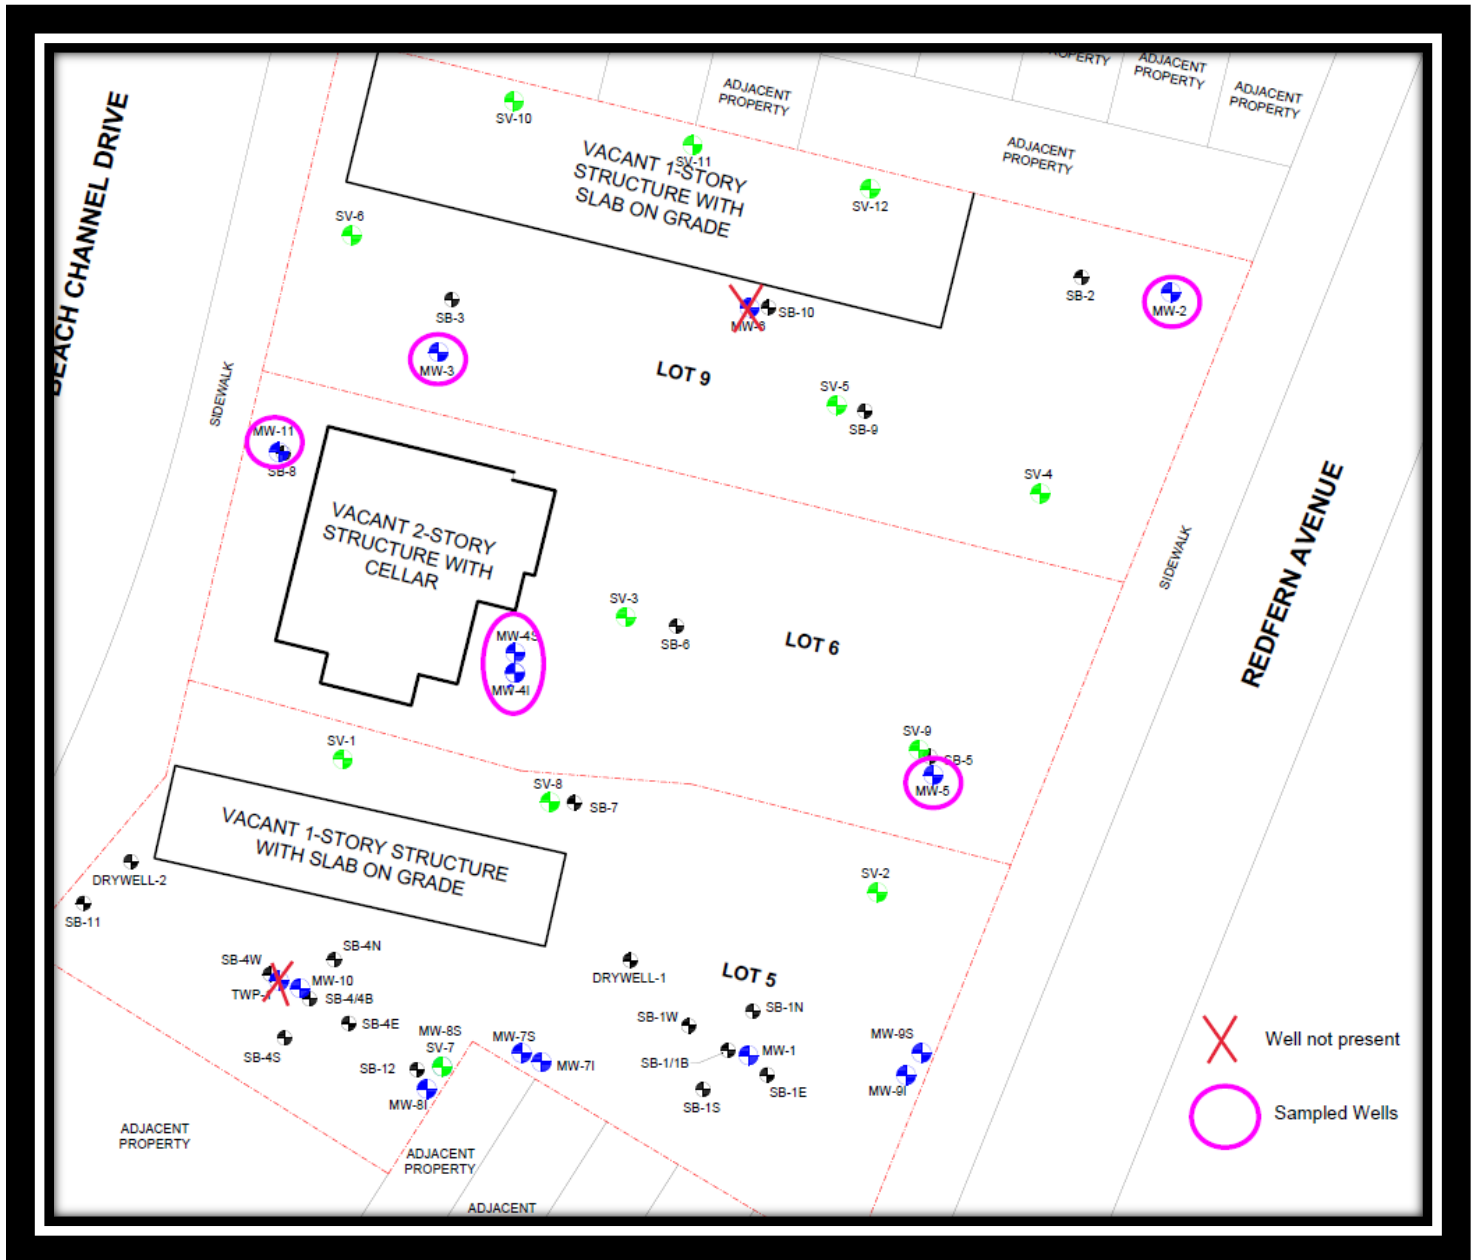 ADJACENT
PROPERTY
ADJACENT
PROPERTY
ADJACENT
PROPERTY
ADJACENT
PROPERTY
BEACH CHANNEL DRIVE
SV-10
SV-11
VACANT 1-STORY
STRUCTURE WITH
SLAB ON GRADE
SV-12
SV-6
SB-3
MW-3
MW-6
SB-10
SB-2
MW-2
LOT 9
SIDEWALK
SV-5
SB-9
MW-11
SB-8
SV-4
VACANT 2-STORY
STRUCTURE WITH
CELLAR
SIDEWALK
REDFERN AVENUE
SV-3
SB-6
LOT 6
MW-4S
MW-4I
SV-1
SV-9
SB-5
MW-5
SV-8
SB-7
VACANT 1-STORY STRUCTURE
WITH SLAB ON GRADE
DRYWELL-2
SB-11
SV-2
SB-4W
SB-4N
TWP-1
MW-10
SB-4/4B
SB-4E
SB-4S
DRYWELL-1
LOT 5
SB-1W
SB-1N
SB-1/1B
MW-1
SB-1E
SB-1S
MW-8S
SV-7
SB-12
MW-8I
MW-7S
MW-7I
MW-9S
MW-9I
Well not present
Sampled Wells
ADJACENT
PROPERTY
ADJACENT
PROPERTY
ADJACENT